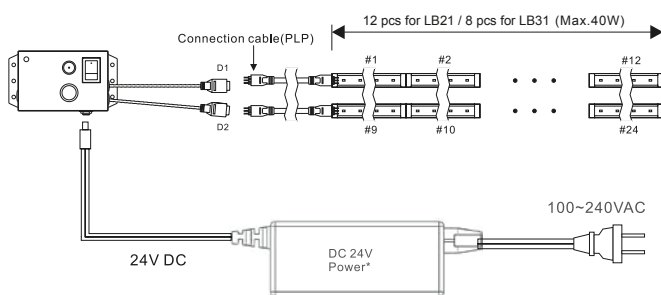 12 pcs for LB21 / 8 pcs for LB31 (Max.40W)
Connection cable(PLP)
D1
#1
#2
#12
D2
#9
#10
#24
100~240VAC
24V DC
DC 24V
Power*